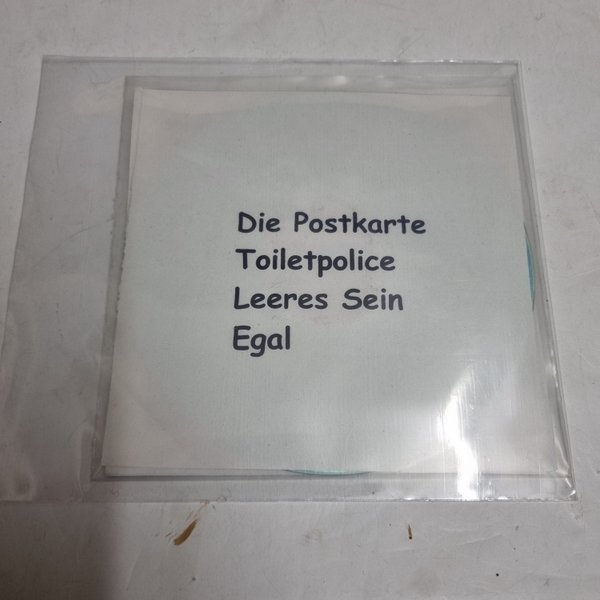 Die Postkarte
Toiletpolice
Leeres Sein
Egal